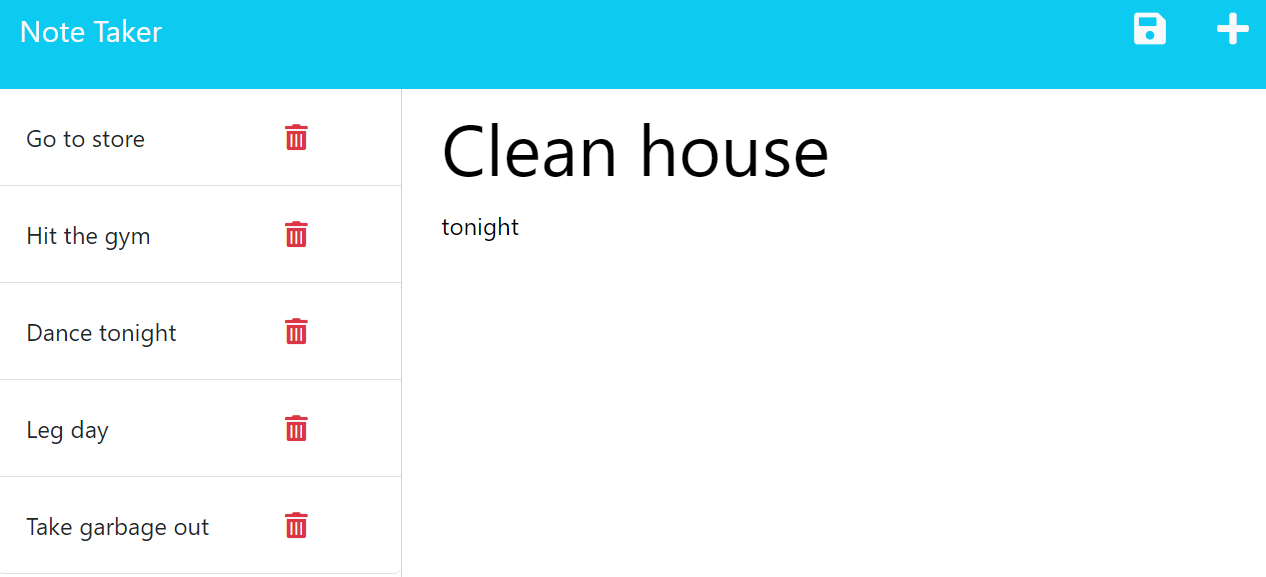 Note Taker
Go to store
Hit the gym
Dance tonight
Leg day
Take garbage out
Clean house
tonight